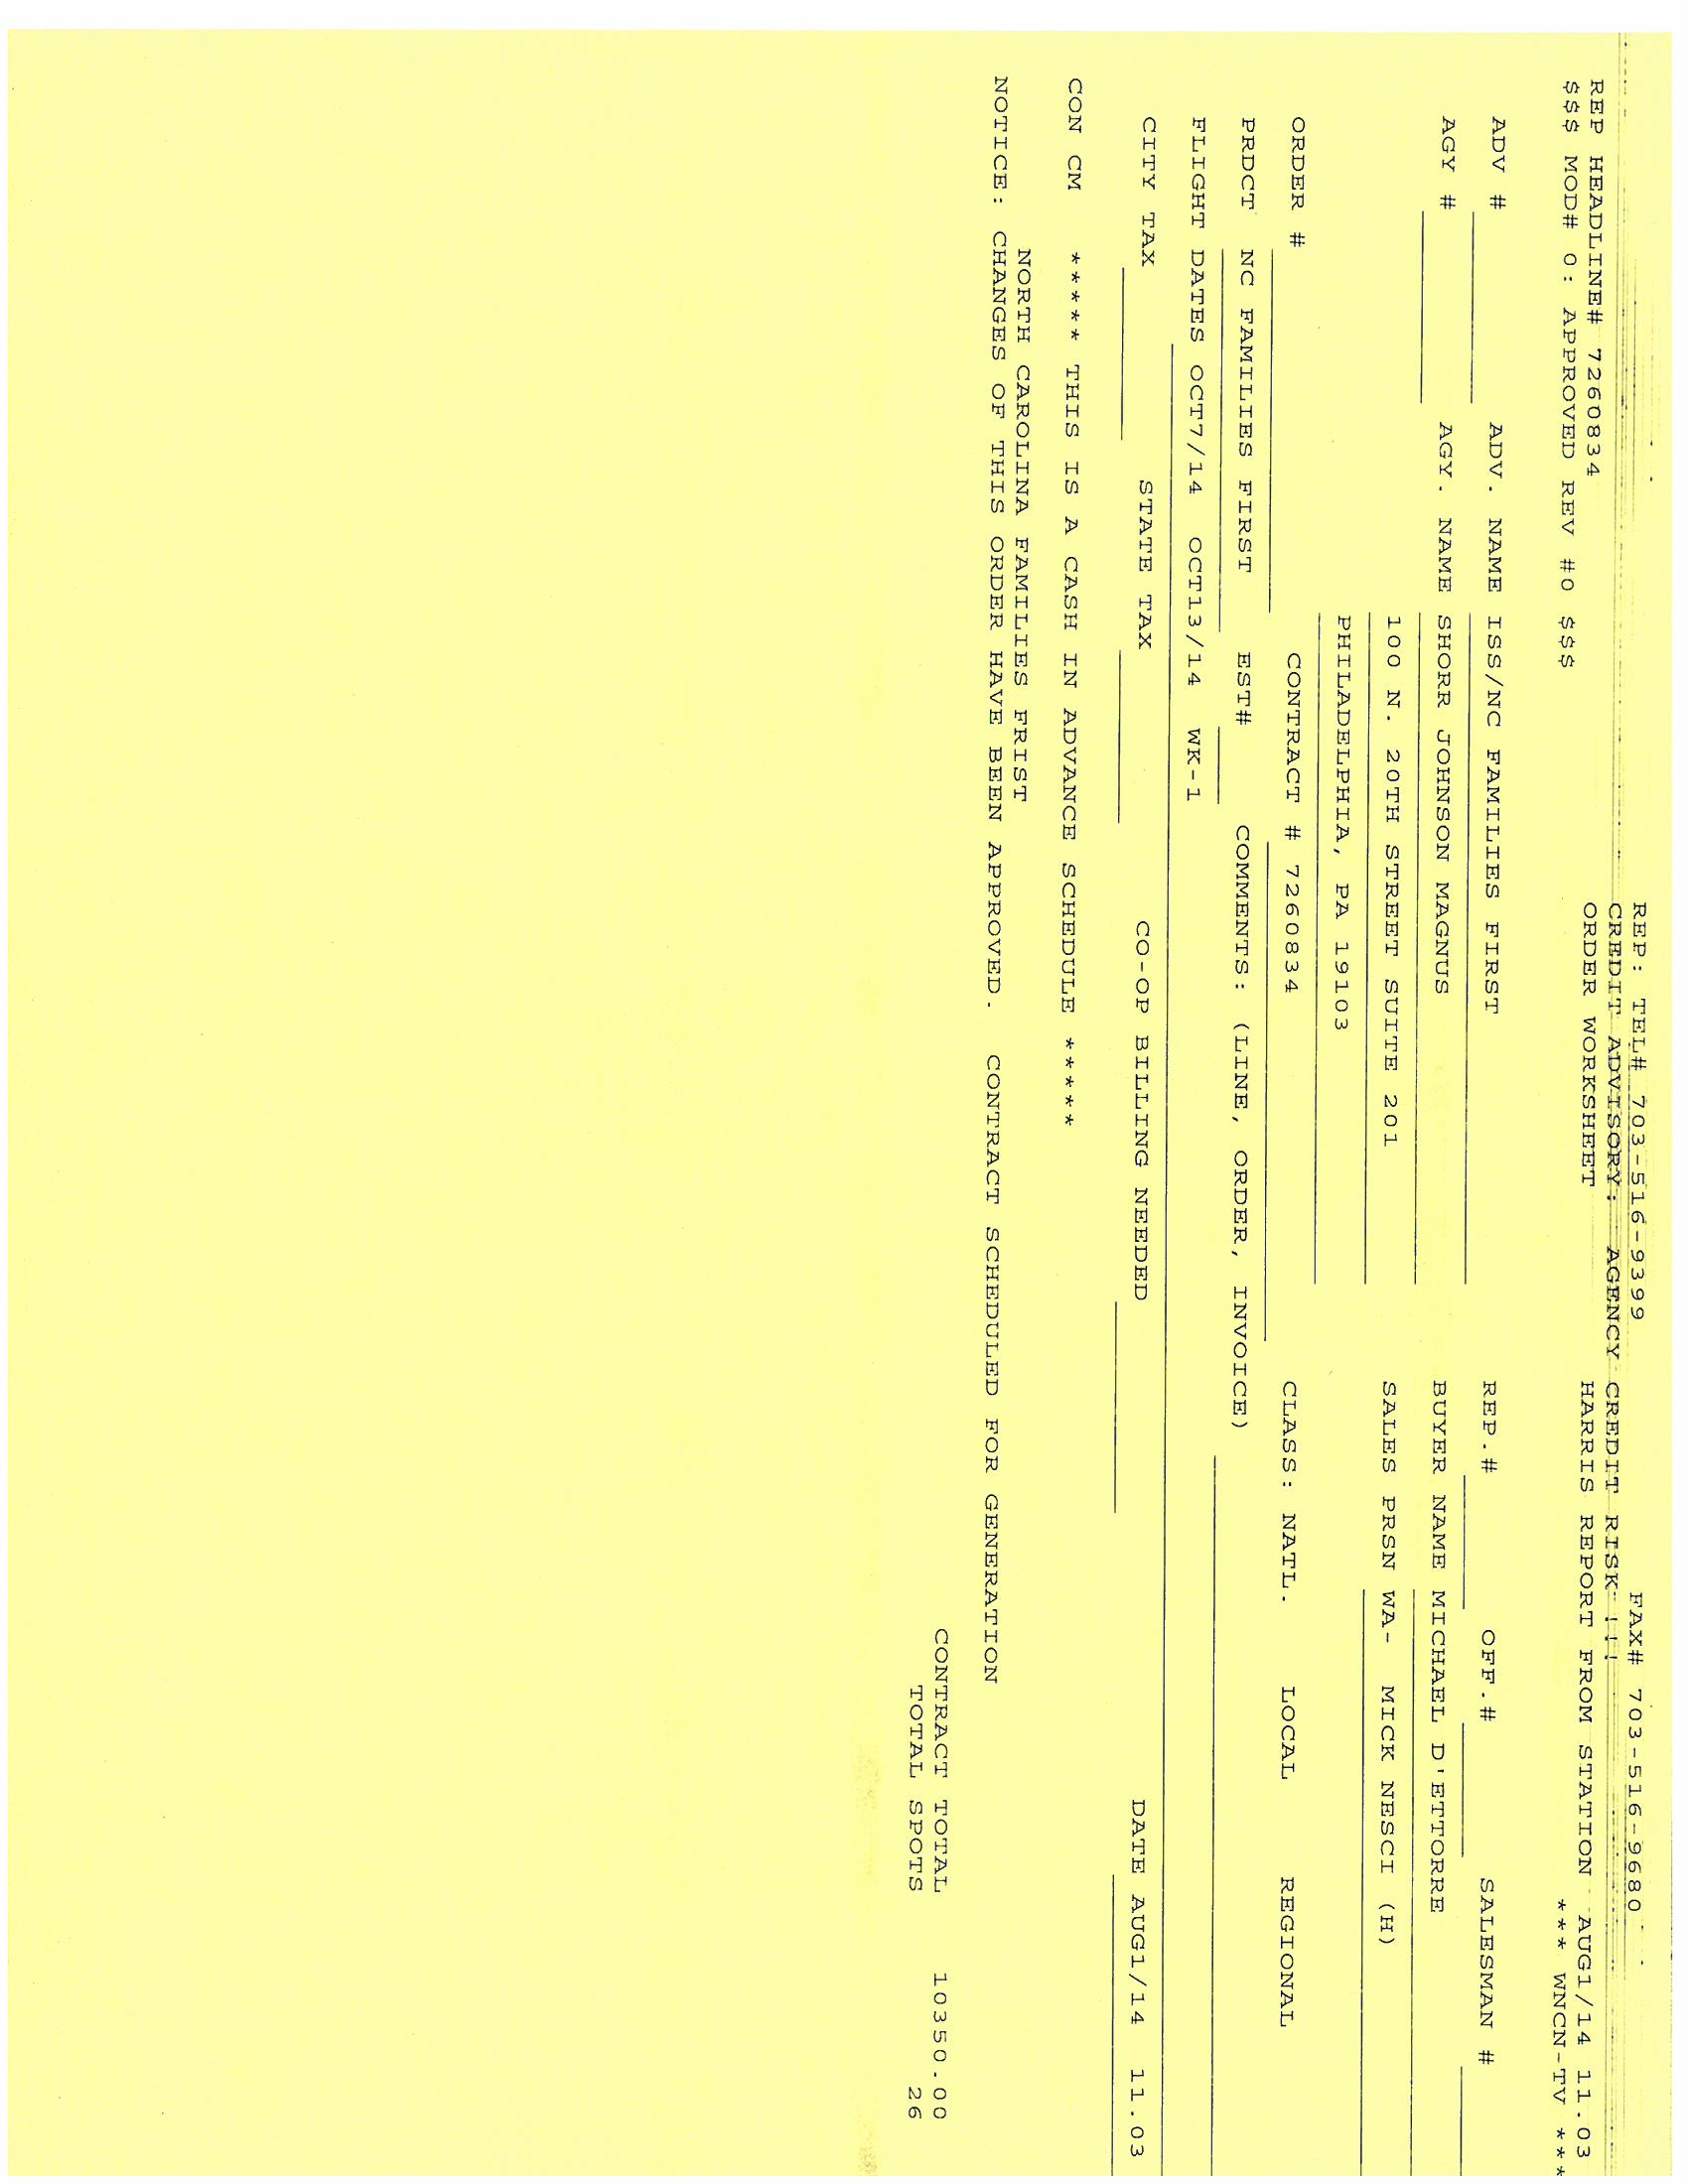 REP: TEL# 703-516-9399 FAX# 703-516-9680
CREDIT ADVISORY: AGENCY CREDIT RISK !!!
REP HEADLINE# 7260834 ORDER WORKSHEET HARRIS REPORT FROM STATION AUG1/14 11.03
$$$ MOD# 0: APPROVED REV #0 $$$ *** WNCN-TV ***
ADV # ADV. NAME ISS/NC FAMILIES FIRST REP.# OFF.# SALESMAN #
AGY # AGY. NAME SHORR JOHNSON MAGNUS BUYER NAME MICHAEL D'ETTORRE
100 N. 20TH STREET SUITE 201 SALES PRSN WA- MICK NESCI (H)
PHILADELPHIA, PA 19103
ORDER # CONTRACT # 7260834 CLASS: NATL. LOCAL REGIONAL
PRDCT NC FAMILIES FIRST EST# COMMENTS: (LINE, ORDER, INVOICE)
FLIGHT DATES OCT7/14 OCT13/14 WK-1
CITY TAX STATE TAX CO-OP BILLING NEEDED DATE AUG1/14 11.03
CON CM ***** THIS IS A CASH IN ADVANCE SCHEDULE *****
NORTH CAROLINA FAMILIES FRIST
NOTICE: CHANGES OF THIS ORDER HAVE BEEN APPROVED. CONTRACT SCHEDULED FOR GENERATION
CONTRACT TOTAL 10350.00
TOTAL SPOTS 26